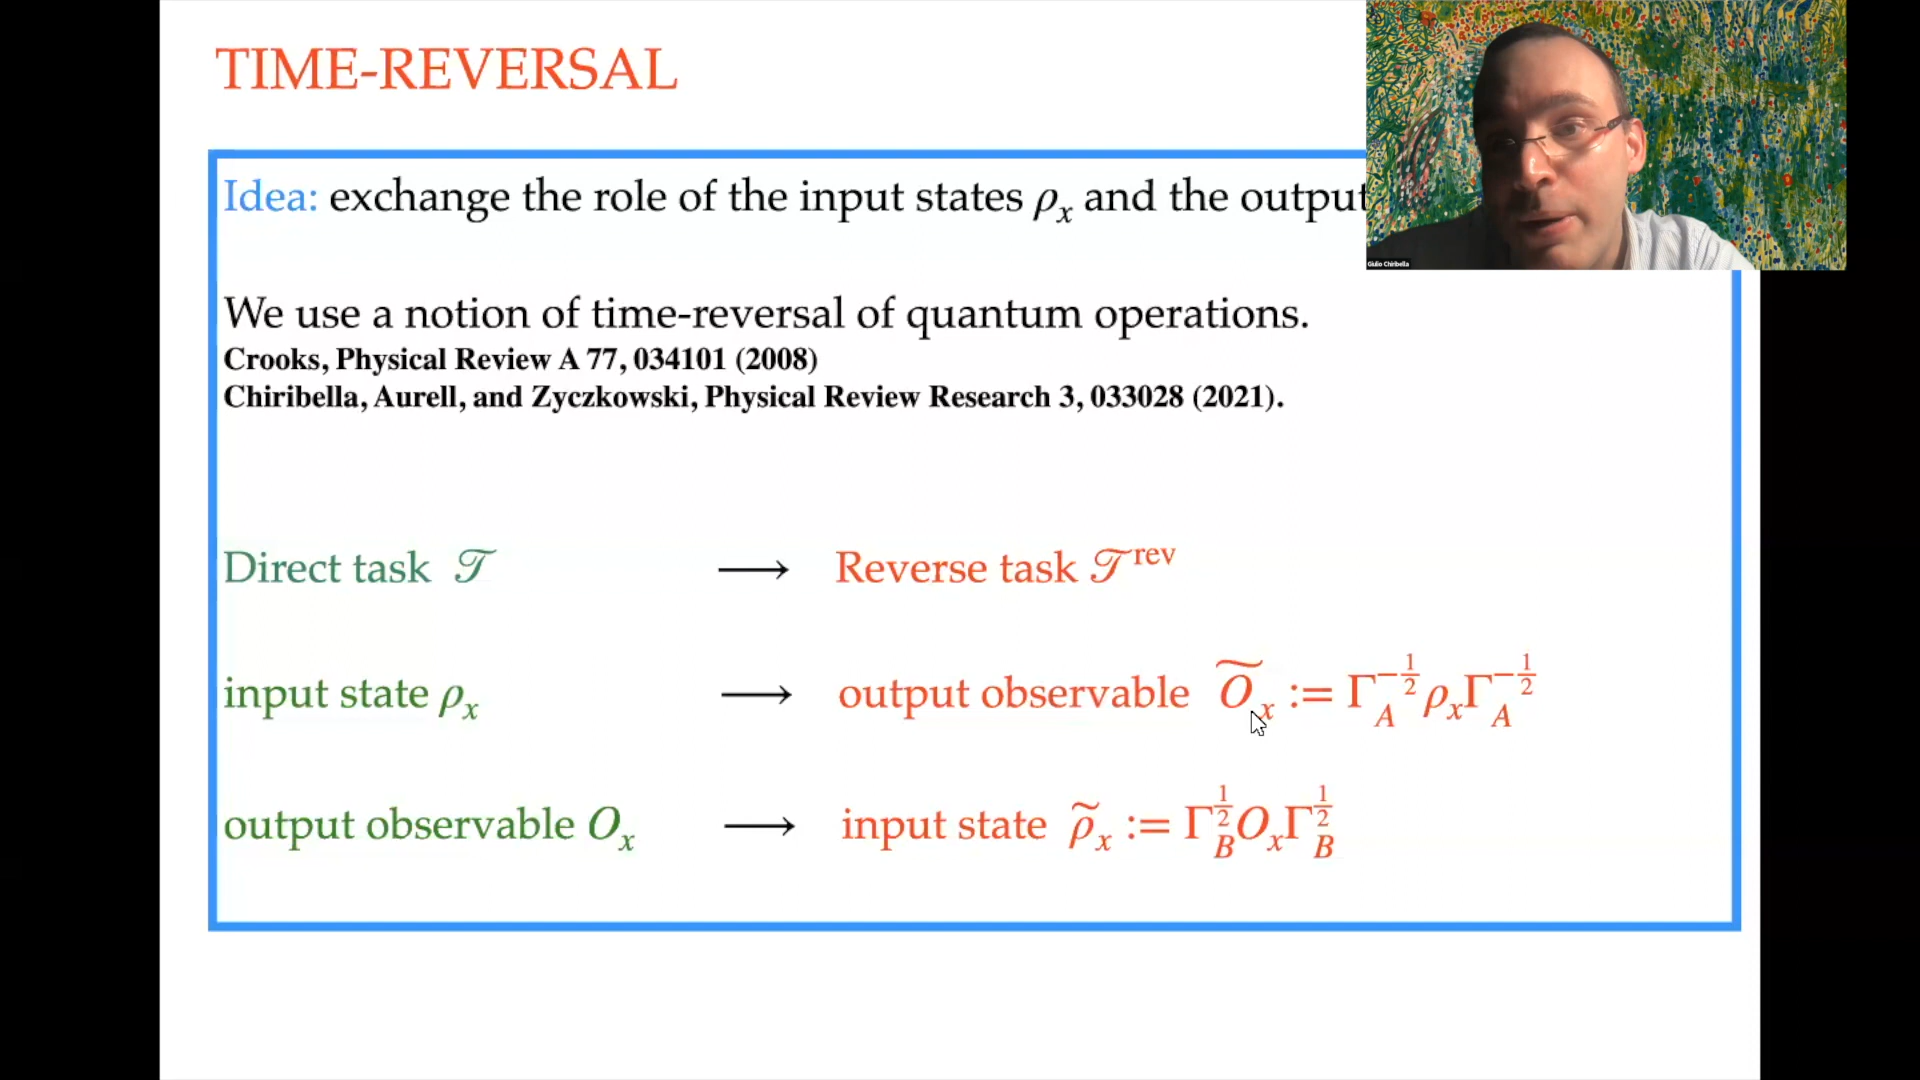 TIME-REVERSAL
Idea: exchange the role of the input states ρₓ and the output
We use a notion of time-reversal of quantum operations.
Crooks, Physical Review A 77, 034101 (2008)
Chiribella, Aurell, and Zyczkowski, Physical Review Research 3, 033028 (2021).
Direct task 𝒯 ⟶ Reverse task 𝒯^rev
input state ρₓ ⟶ output observable Õₓ := Γ_A^{-1/2} ρₓ Γ_A^{-1/2}
output observable Oₓ ⟶ input state ρ̃ₓ := Γ_B^{1/2} Oₓ Γ_B^{1/2}
Giulio Chiribella